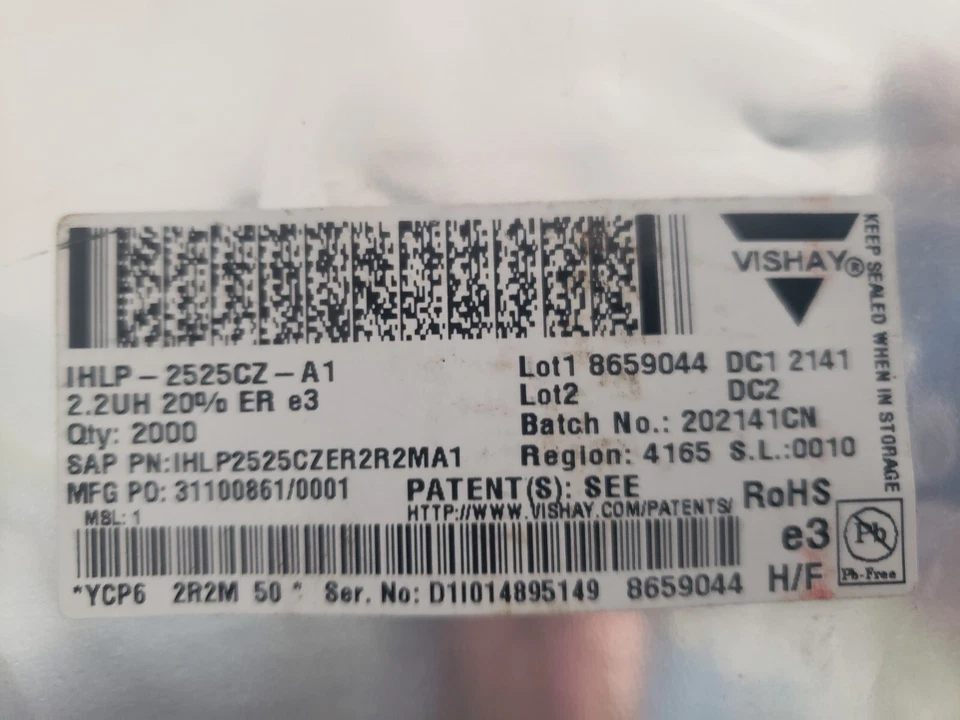 VISHAY®
KEEP SEALED WHEN IN STORAGE
IHLP-2525CZ-A1
2.2UH 20% ER e3
Qty: 2000
SAP PN:IHLP2525CZER2R2MA1
MFG PO: 31100861/0001
MSL: 1
Lot1 8659044 DC1 2141
Lot2 DC2
Batch No.: 202141CN
Region: 4165 S.L.:0010
PATENT(S): SEE
HTTP://WWW.VISHAY.COM/PATENTS/
RoHS
e3
Pb
Pb-Free
H/F
*YCP6 2R2M 50 * Ser. No: D1I014895149 8659044